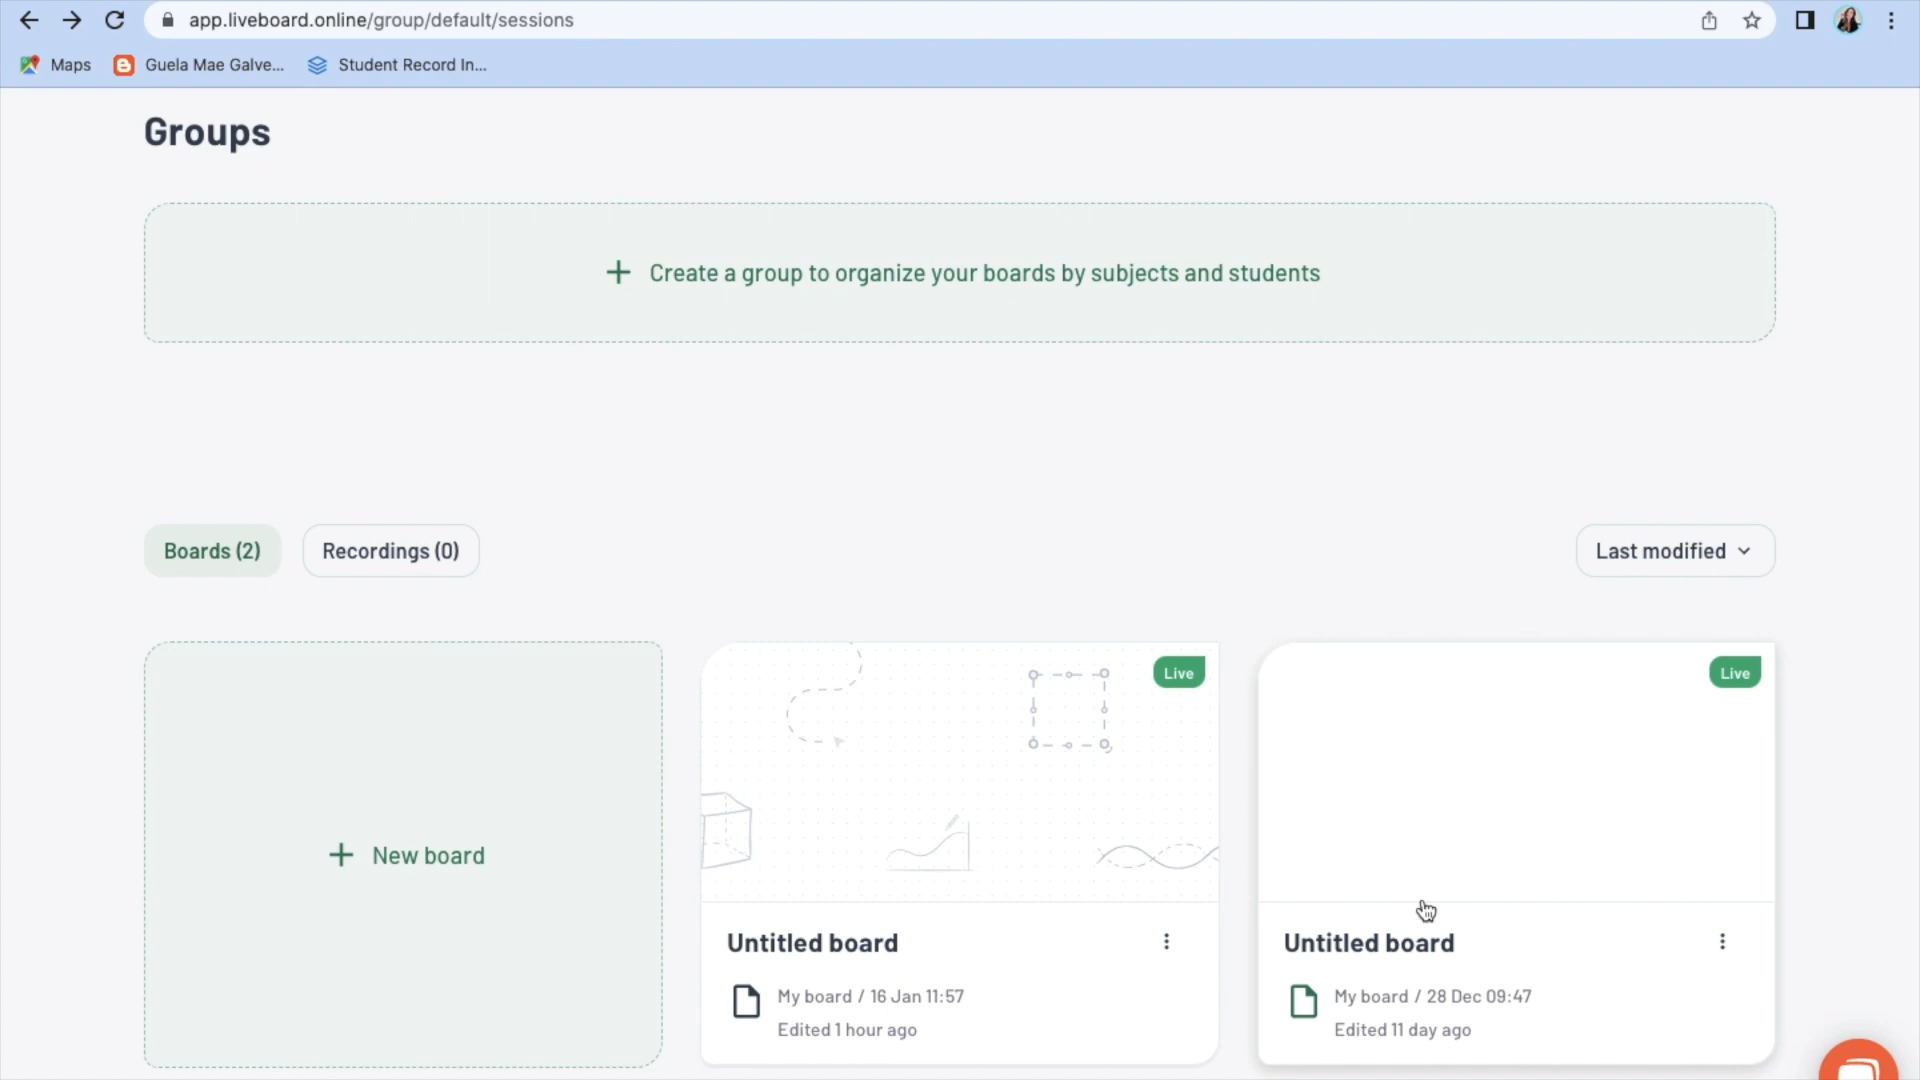 app.liveboard.online/group/default/sessions
Maps
Guela Mae Galve...
Student Record In...
Groups
Create a group to organize your boards by subjects and students
Boards (2)
Recordings (0)
Last modified
New board
Live
Untitled board
My board / 16 Jan 11:57
Edited 1 hour ago
Live
Untitled board
My board / 28 Dec 09:47
Edited 11 day ago